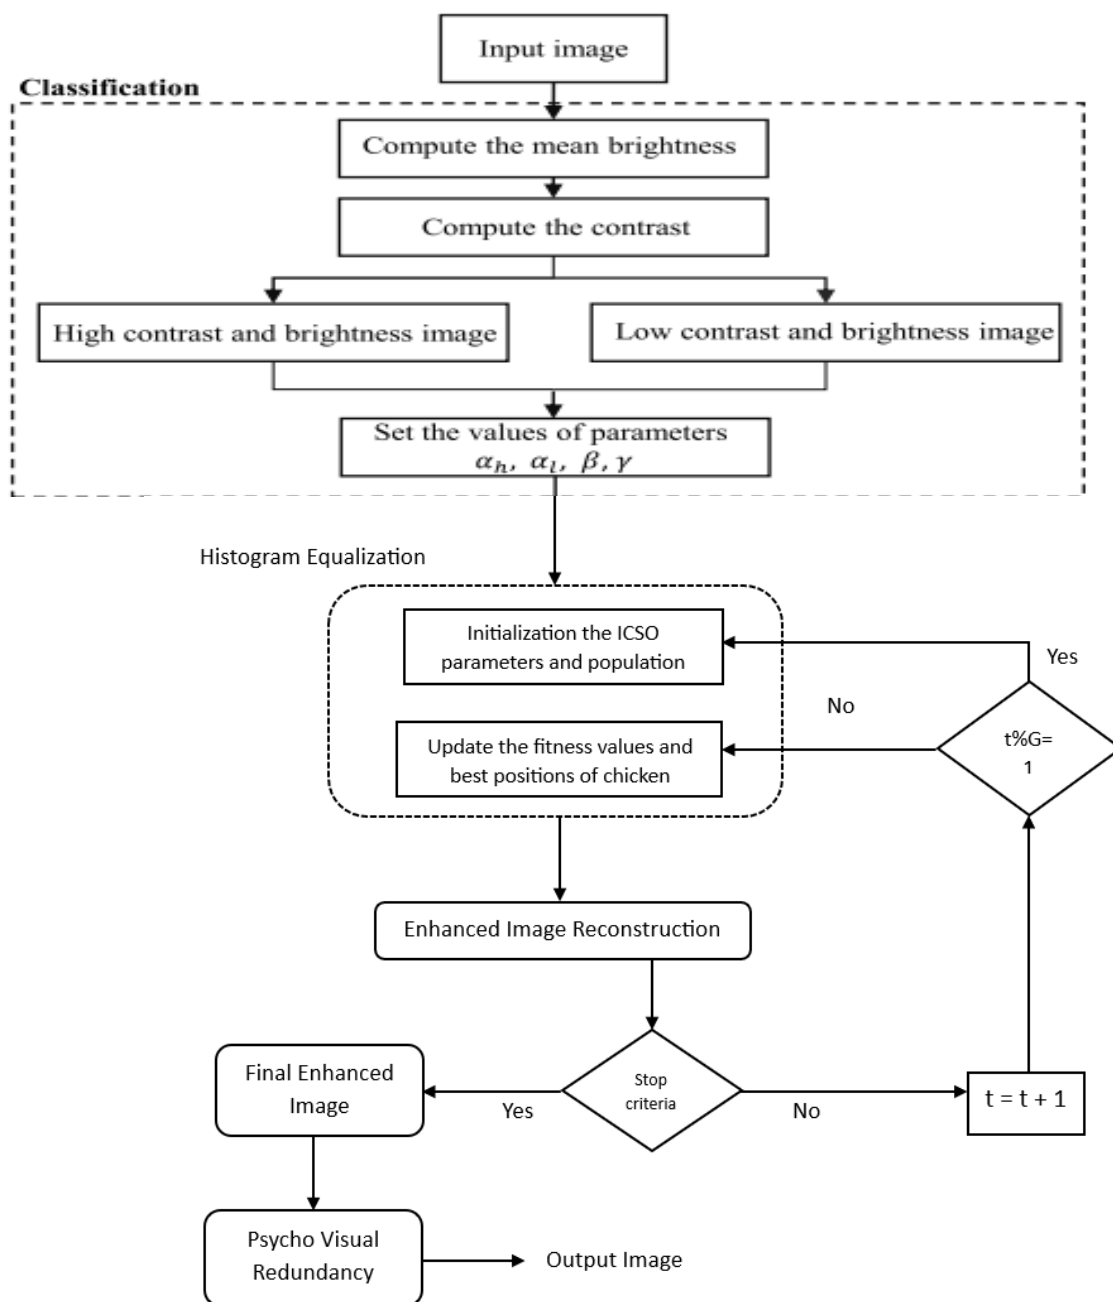 Input image
Classification
Compute the mean brightness
Compute the contrast
High contrast and brightness image
Low contrast and brightness image
Set the values of parameters
αₕ, αₗ, β, γ
Histogram Equalization
Initialization the ICSO
parameters and population
Yes
No
t%G=
1
Update the fitness values and
best positions of chicken
Enhanced Image Reconstruction
Final Enhanced
Image
Yes
Stop
criteria
No
t = t + 1
Psycho Visual
Redundancy
Output Image